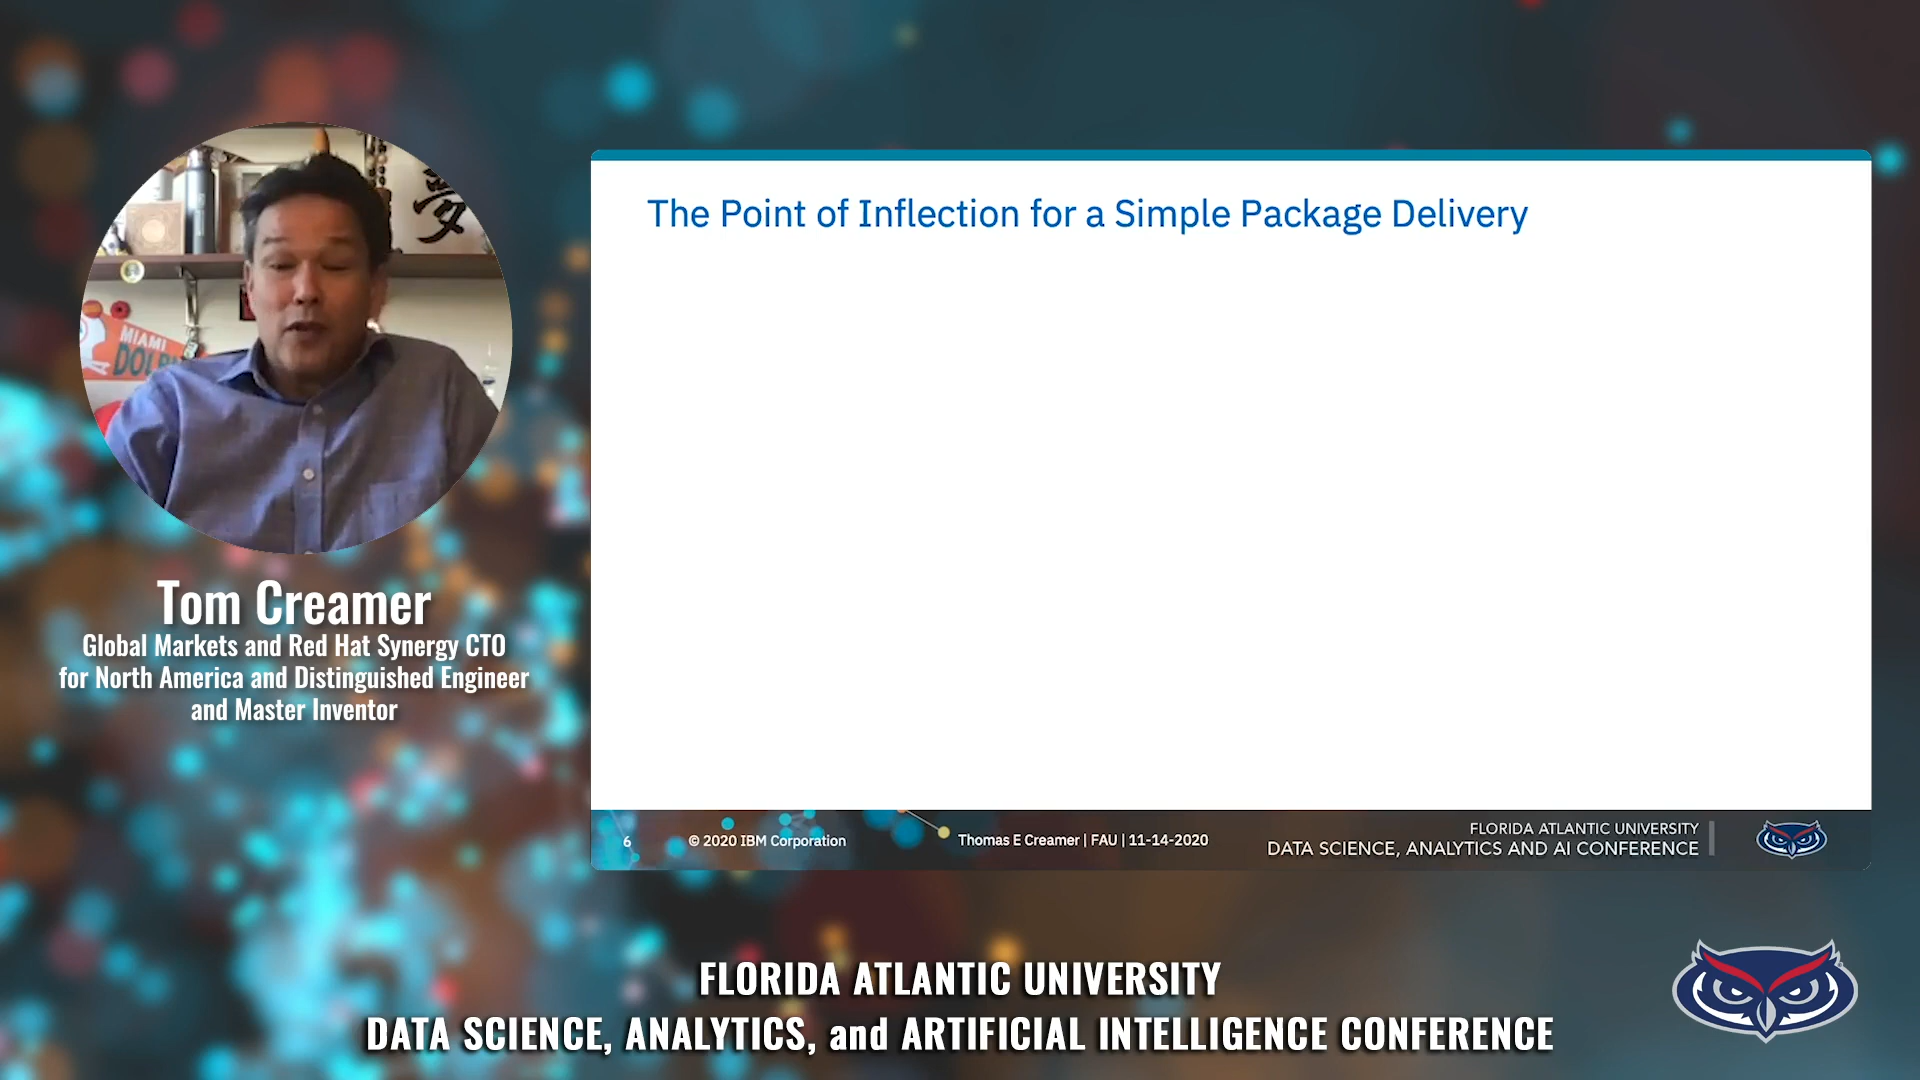 夢
MIAMI
Tom Creamer
Global Markets and Red Hat Synergy CTO
for North America and Distinguished Engineer
and Master Inventor
The Point of Inflection for a Simple Package Delivery
6
© 2020 IBM Corporation
Thomas E Creamer | FAU | 11-14-2020
FLORIDA ATLANTIC UNIVERSITY
DATA SCIENCE, ANALYTICS AND AI CONFERENCE
FLORIDA ATLANTIC UNIVERSITY
DATA SCIENCE, ANALYTICS, and ARTIFICIAL INTELLIGENCE CONFERENCE